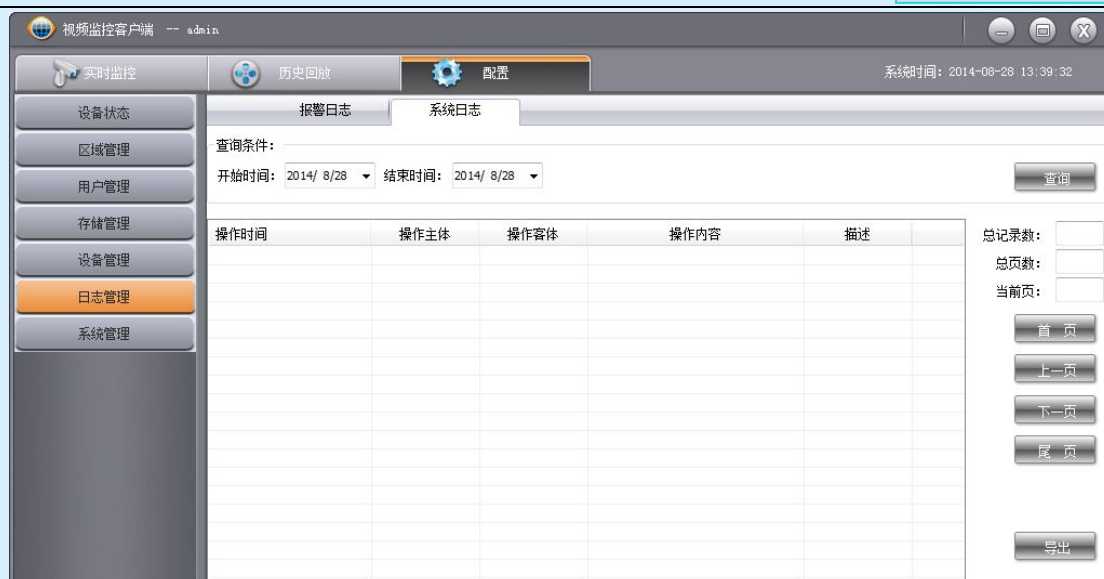 视频监控客户端 -- admin
实时监控 历史回放 配置 系统时间：2014-08-28 13:39:32
设备状态
区域管理
用户管理
存储管理
设备管理
日志管理
系统管理
报警日志 系统日志
查询条件：
开始时间： 2014/ 8/28 结束时间： 2014/ 8/28 查询
操作时间 操作主体 操作客体 操作内容 描述
总记录数：
总页数：
当前页：
首 页
上一页
下一页
尾 页
导出